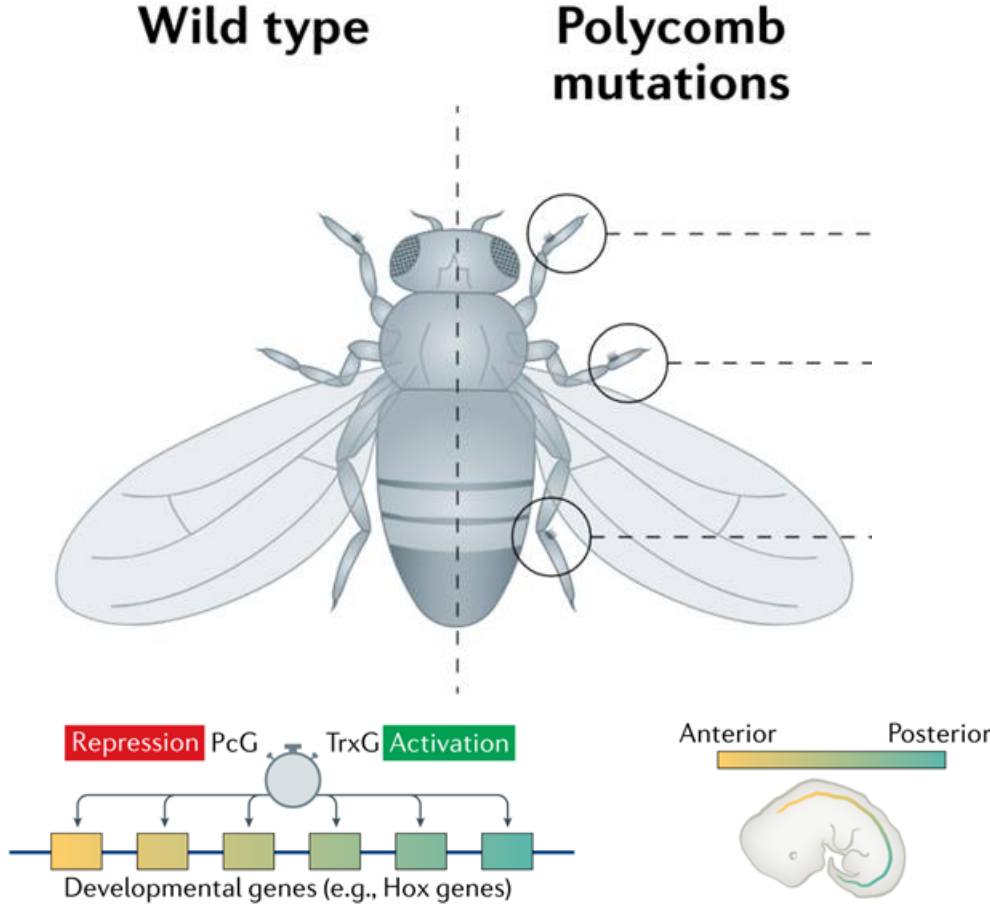 Wild type
Polycomb
mutations
Repression PcG TrxG Activation
Developmental genes (e.g., Hox genes)
Anterior Posterior